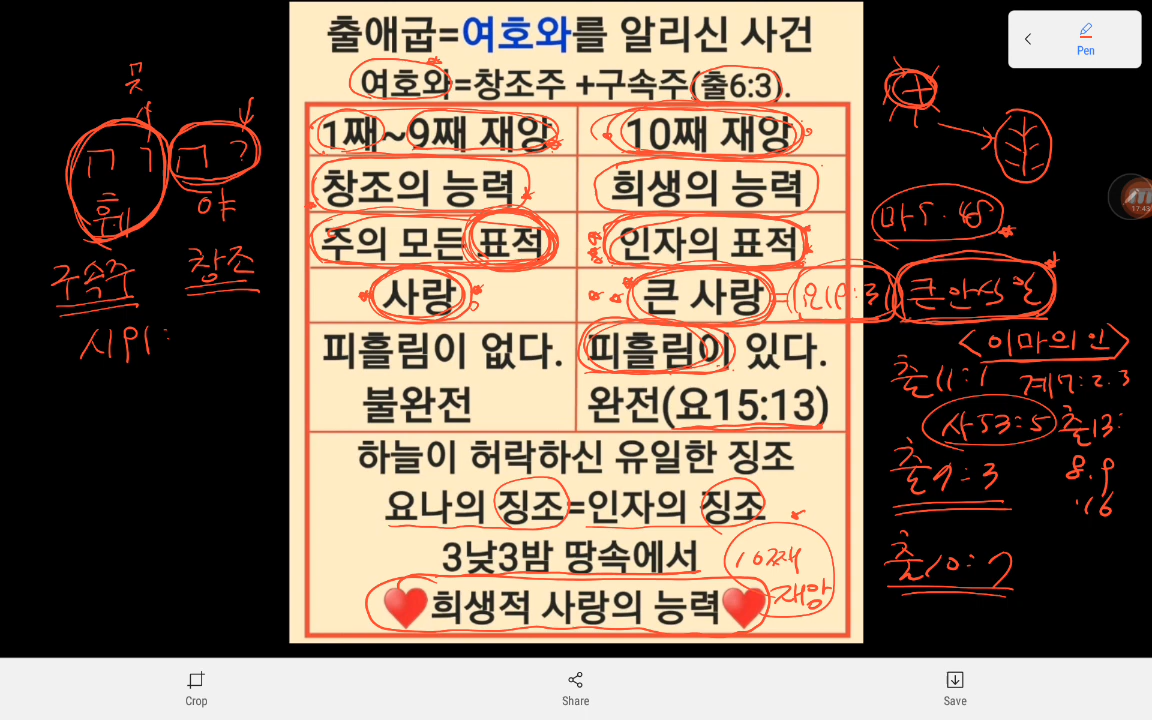 출애굽=여호와를 알리신 사건
여호와=창조주 +구속주(출6:3).
1째~9째 재앙 10째 재앙
창조의 능력 희생의 능력
주의 모든 표적 인자의 표적
사랑 큰 사랑
피흘림이 없다. 피흘림이 있다.
불완전 완전(요15:13)
하늘이 허락하신 유일한 징조
요나의 징조=인자의 징조
3낮3밤 땅속에서
❤희생적 사랑의 능력❤
10째
재앙
훼
야
구속주
창조
마5.45
큰안식일
<이마의 인>
출11:1
계7:2.3
사53:5
출13:
8.9
.16
출9:3
출10:7
Pen
17:43
Crop
Share
Save